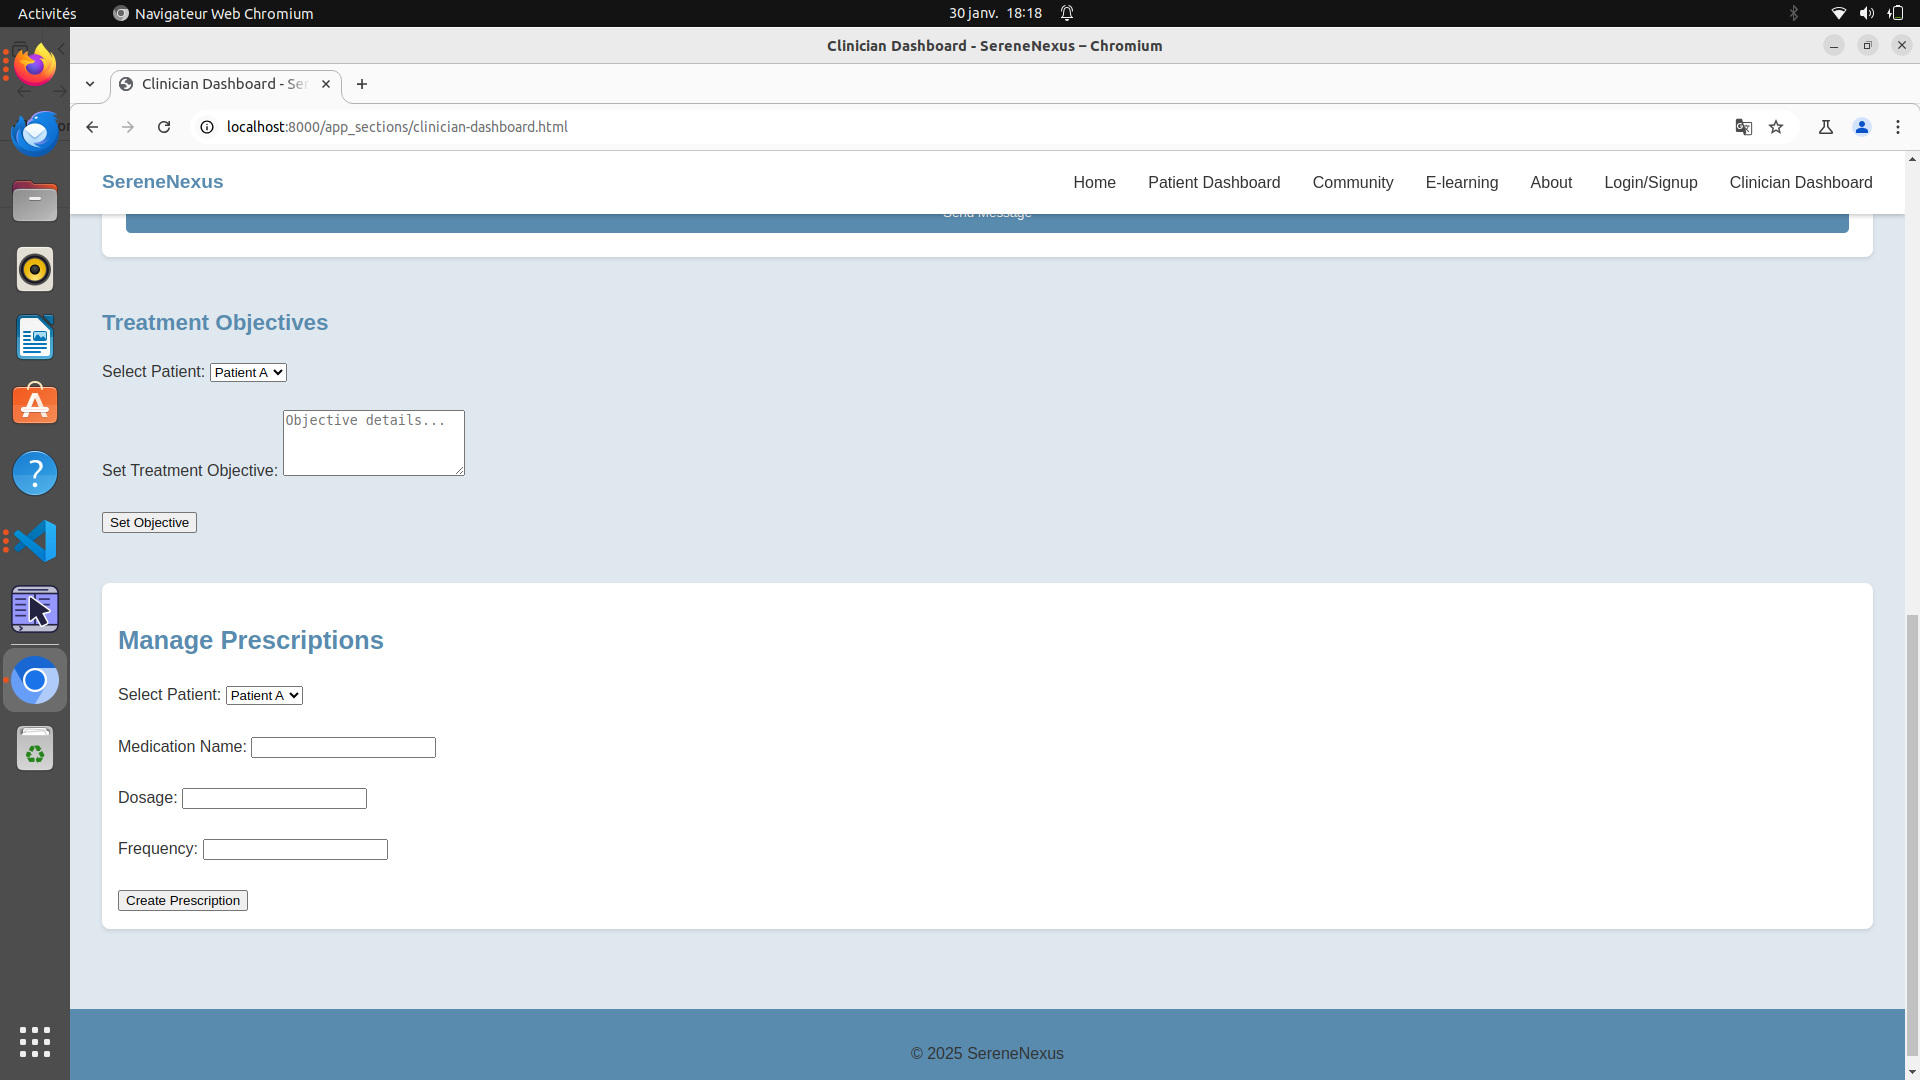 Activités
Navigateur Web Chromium
30 janv. 18:18
Clinician Dashboard - SereneNexus – Chromium
Clinician Dashboard - Ser
localhost:8000/app_sections/clinician-dashboard.html
SereneNexus
Home
Patient Dashboard
Community
E-learning
About
Login/Signup
Clinician Dashboard
Send Message
Treatment Objectives
Select Patient: Patient A
Objective details...
Set Treatment Objective:
Set Objective
Manage Prescriptions
Select Patient: Patient A
Medication Name:
Dosage:
Frequency:
Create Prescription
© 2025 SereneNexus